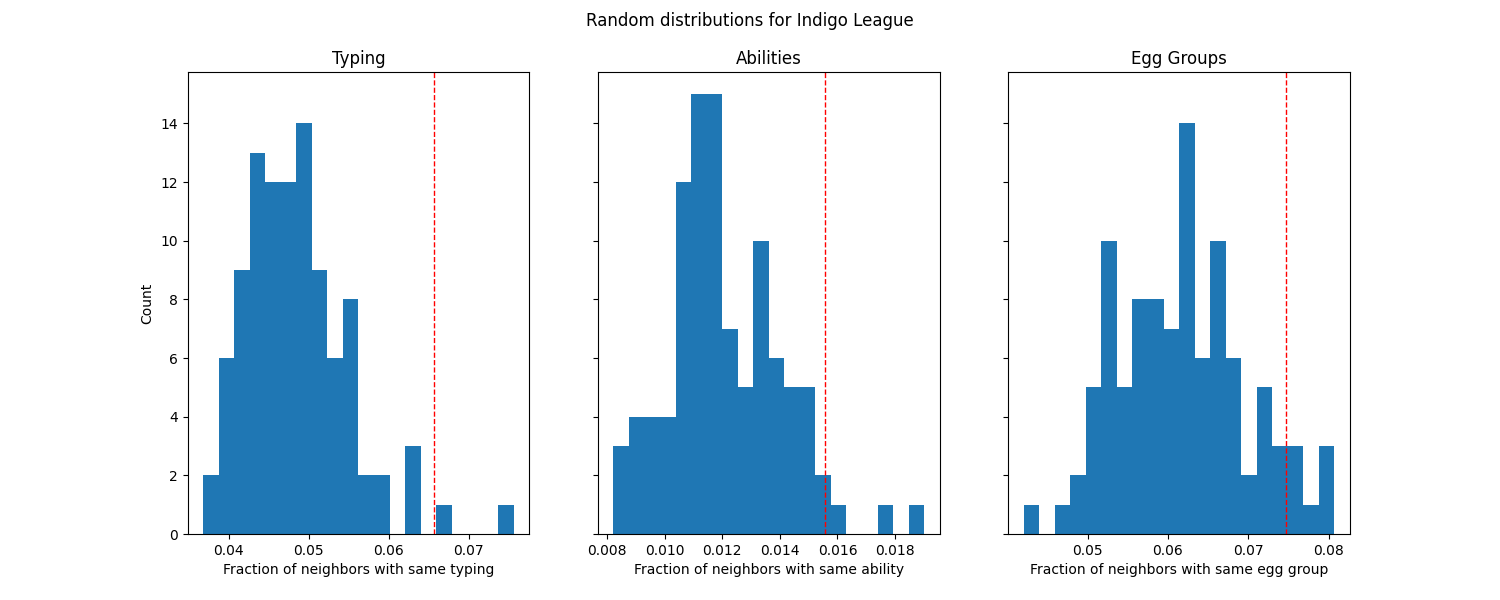 Random distributions for Indigo League
Typing
Abilities
Egg Groups
Count
14
12
10
8
6
4
2
0
0.04 0.05 0.06 0.07
0.008 0.010 0.012 0.014 0.016 0.018
0.05 0.06 0.07 0.08
Fraction of neighbors with same typing
Fraction of neighbors with same ability
Fraction of neighbors with same egg group